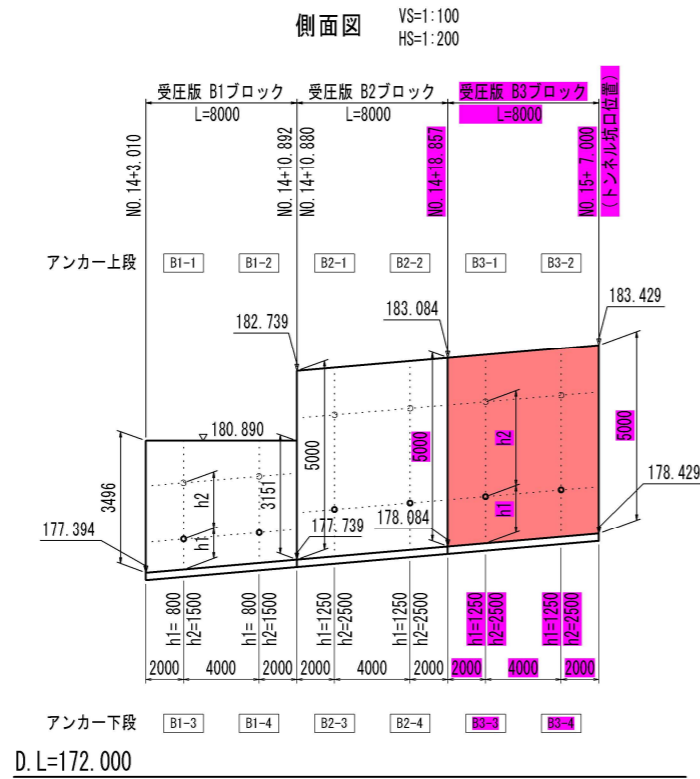 側面図
VS=1:100
HS=1:200
受圧版 B1ブロック
受圧版 B2ブロック
受圧版 B3ブロック
L=8000
L=8000
L=8000
NO.14+3.010
NO.14+10.892
NO.14+10.880
NO.14+18.857
NO.15+ 7.000
(トンネル坑口位置)
アンカー上段
B1-1
B1-2
B2-1
B2-2
B3-1
B3-2
182.739
183.084
183.429
180.890
3496
h2
h1
3151
5000
5000
h2
h1
5000
177.394
177.739
178.084
178.429
h1= 800
h2=1500
h1= 800
h2=1500
h1=1250
h2=2500
h1=1250
h2=2500
h1=1250
h2=2500
h1=1250
h2=2500
2000
4000
2000
2000
4000
2000
2000
4000
2000
アンカー下段
B1-3
B1-4
B2-3
B2-4
B3-3
B3-4
D.L=172.000